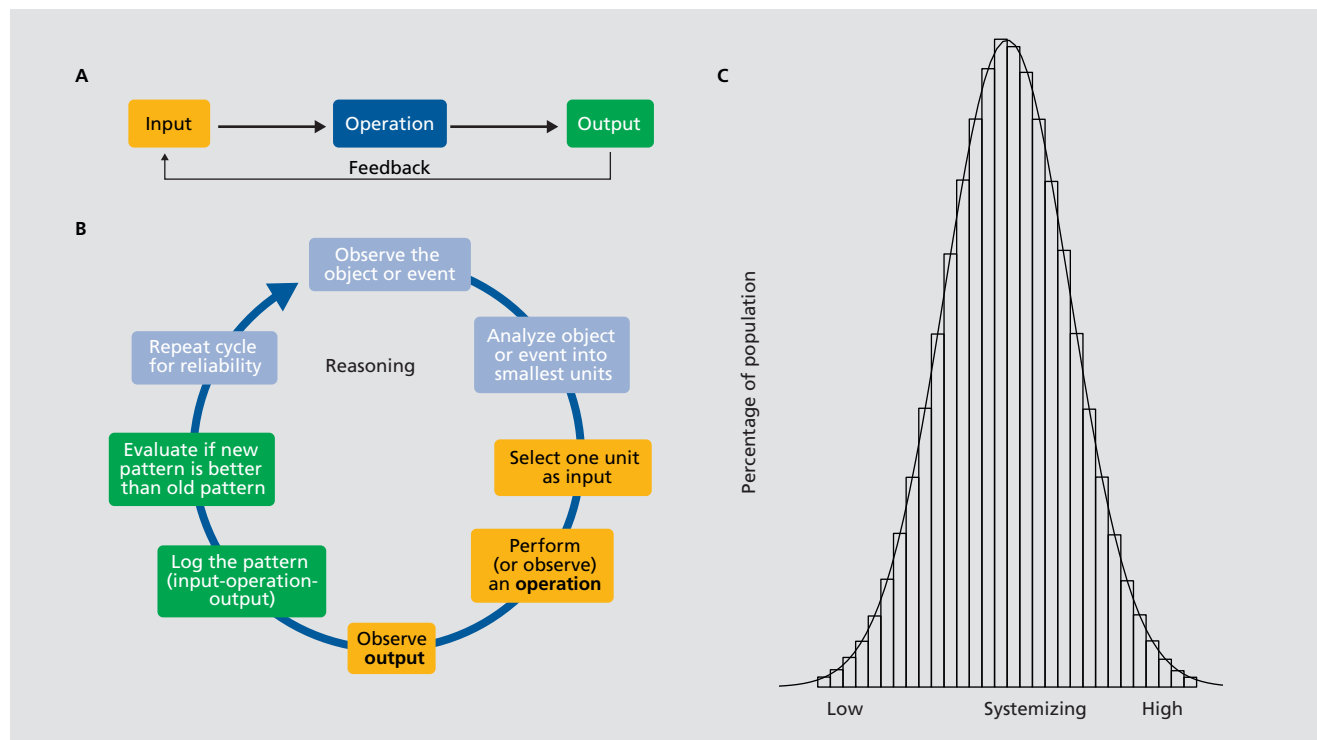 A
Input
Operation
Output
Feedback
B
Observe the
object or event
Analyze object
or event into
smallest units
Select one unit
as input
Perform
(or observe)
an operation
Observe
output
Log the pattern
(input-operation-
output)
Evaluate if new
pattern is better
than old pattern
Repeat cycle
for reliability
Reasoning
C
Percentage of population
Low
Systemizing
High